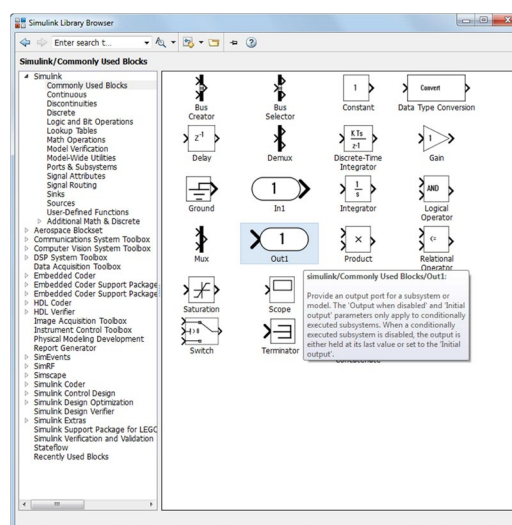 Simulink Library Browser
Enter search t...
Simulink/Commonly Used Blocks
Simulink
Commonly Used Blocks
Continuous
Discontinuities
Discrete
Logic and Bit Operations
Lookup Tables
Math Operations
Model Verification
Model-Wide Utilities
Ports & Subsystems
Signal Attributes
Signal Routing
Sinks
Sources
User-Defined Functions
Additional Math & Discrete
Aerospace Blockset
Communications System Toolbox
Computer Vision System Toolbox
DSP System Toolbox
Data Acquisition Toolbox
Embedded Coder
Embedded Coder Support Package
Embedded Coder Support Package
HDL Coder
HDL Verifier
Image Acquisition Toolbox
Instrument Control Toolbox
Physical Modeling Development
Report Generator
SimEvents
SimRF
Simscape
Simulink Coder
Simulink Control Design
Simulink Design Optimization
Simulink Design Verifier
Simulink Extras
Simulink Support Package for LEGO
Simulink Verification and Validation
Stateflow
Recently Used Blocks
Bus
Creator
Bus
Selector
1
Constant
Convert
Data Type Conversion
z-1
Delay
Demux
K Ts
z-1
Discrete-Time
Integrator
1
Gain
Ground
1
In1
1
s
Integrator
AND
Logical
Operator
Mux
1
Out1
×
Product
<=
Relational
Operator
Saturation
Scope
> 0
Switch
Terminator
simulink/Commonly Used Blocks/Out1:
Provide an output port for a subsystem or
model. The 'Output when disabled' and 'Initial
output' parameters only apply to conditionally
executed subsystems. When a conditionally
executed subsystem is disabled, the output is
either held at its last value or set to the 'Initial
output'.